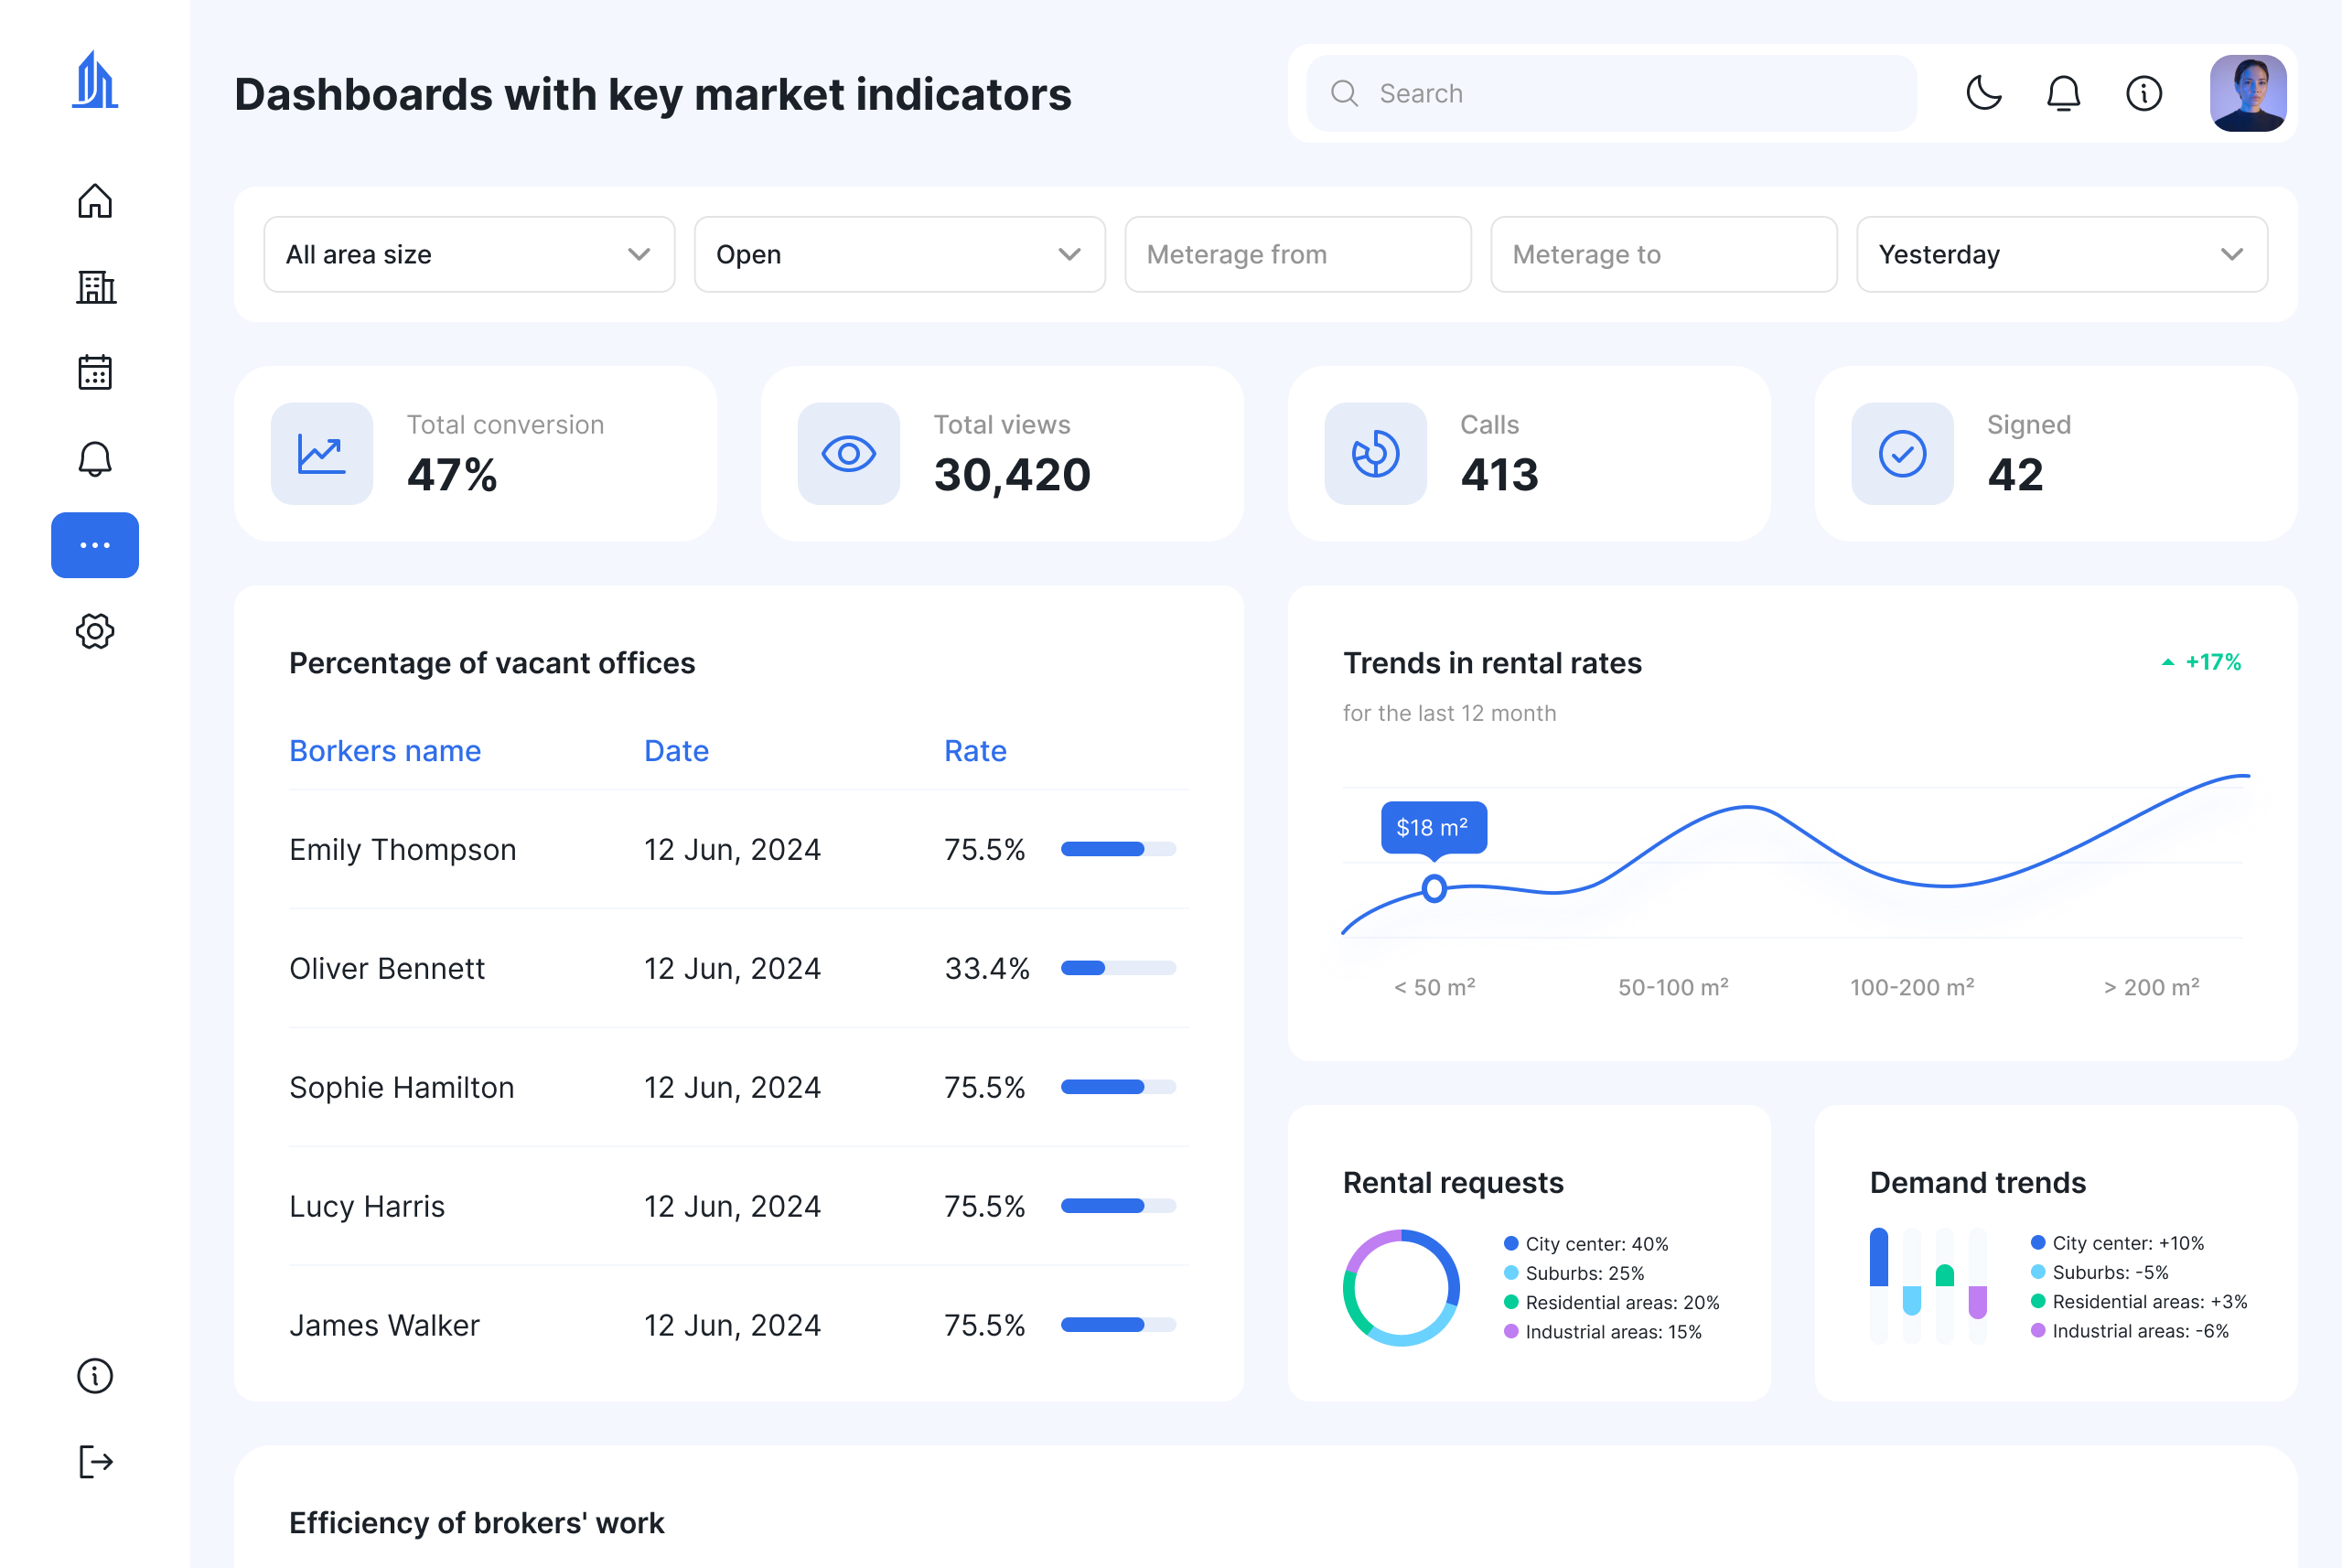 Dashboards with key market indicators
Search
All area size
Open
Meterage from
Meterage to
Yesterday
Total conversion
47%
Total views
30,420
Calls
413
Signed
42
Percentage of vacant offices
Borkers name Date Rate
Emily Thompson 12 Jun, 2024 75.5%
Oliver Bennett 12 Jun, 2024 33.4%
Sophie Hamilton 12 Jun, 2024 75.5%
Lucy Harris 12 Jun, 2024 75.5%
James Walker 12 Jun, 2024 75.5%
Trends in rental rates
+17%
for the last 12 month
$18 m²
< 50 m² 50-100 m² 100-200 m² > 200 m²
Rental requests
City center: 40%
Suburbs: 25%
Residential areas: 20%
Industrial areas: 15%
Demand trends
City center: +10%
Suburbs: -5%
Residential areas: +3%
Industrial areas: -6%
Efficiency of brokers' work